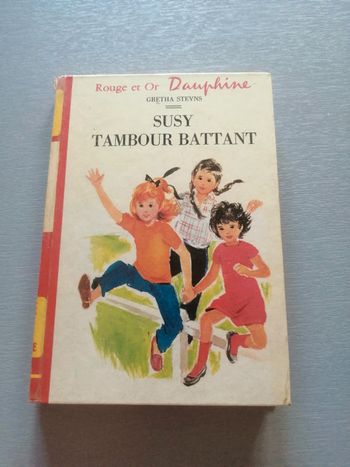 Rouge et Or Dauphine
GRETHA STEVNS
SUSY
TAMBOUR BATTANT